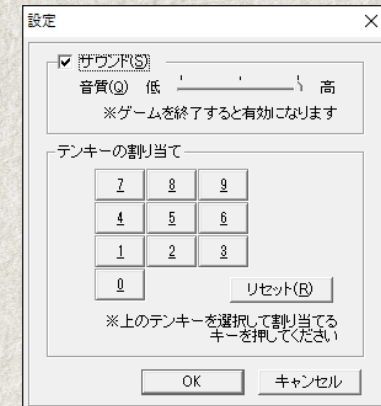 設定
サウンド(S)
音質(Q) 低 高
※ゲームを終了すると有効になります
テンキーの割り当て
7 8 9
4 5 6
1 2 3
0 リセット(R)
※上のテンキーを選択して割り当てる
キーを押してください
OK キャンセル